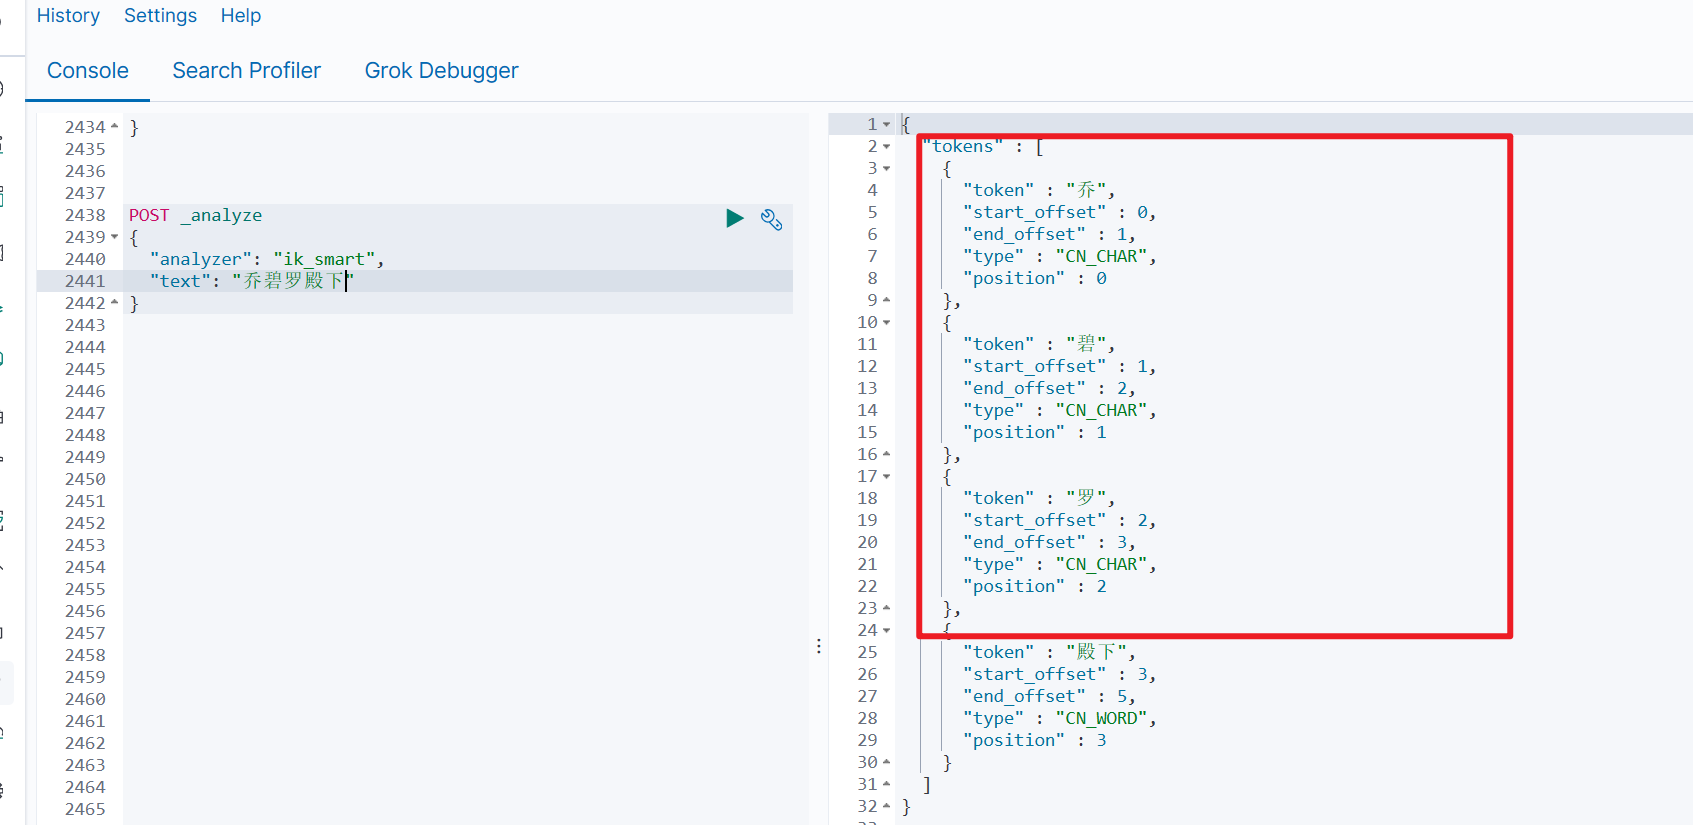 History Settings Help
Console Search Profiler Grok Debugger
2434 }
2435
2436
2437
2438 POST _analyze
2439 {
2440 "analyzer": "ik_smart",
2441 "text": "乔碧罗殿下"
2442 }
2443
2444
2445
2446
2447
2448
2449
2450
2451
2452
2453
2454
2455
2456
2457
2458
2459
2460
2461
2462
2463
2464
2465
1 {
2 "tokens" : [
3 {
4 "token" : "乔",
5 "start_offset" : 0,
6 "end_offset" : 1,
7 "type" : "CN_CHAR",
8 "position" : 0
9 },
10 {
11 "token" : "碧",
12 "start_offset" : 1,
13 "end_offset" : 2,
14 "type" : "CN_CHAR",
15 "position" : 1
16 },
17 {
18 "token" : "罗",
19 "start_offset" : 2,
20 "end_offset" : 3,
21 "type" : "CN_CHAR",
22 "position" : 2
23 },
24 {
25 "token" : "殿下",
26 "start_offset" : 3,
27 "end_offset" : 5,
28 "type" : "CN_WORD",
29 "position" : 3
30 }
31 ]
32 }